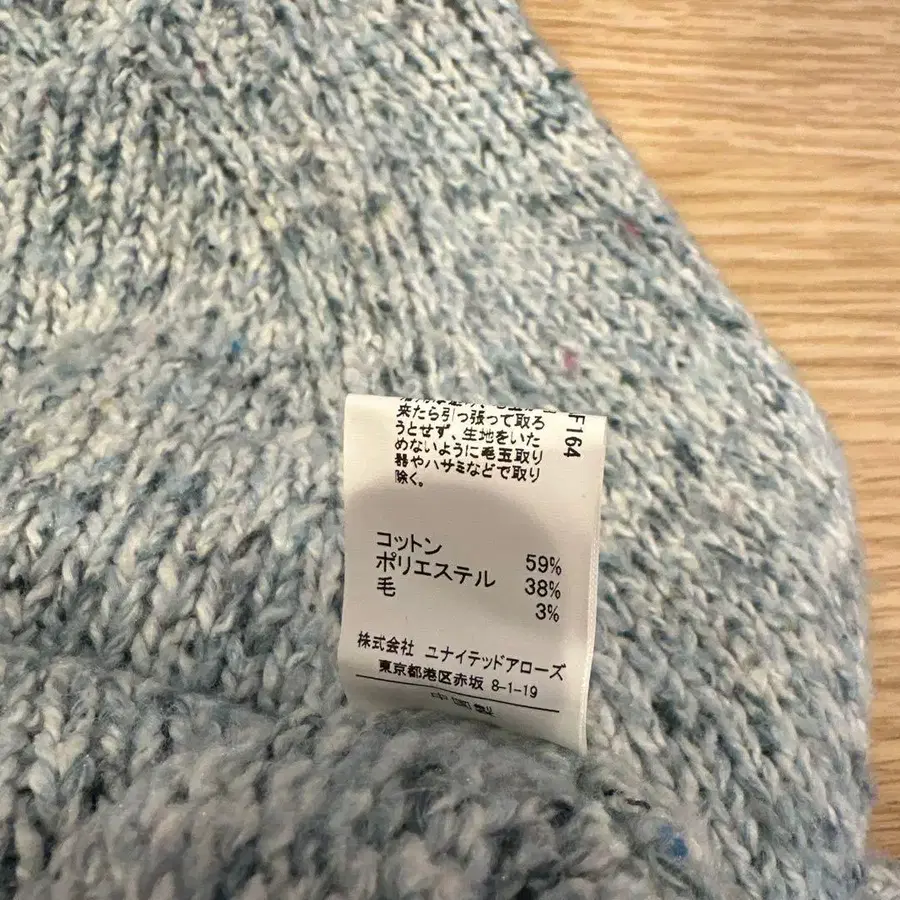 来たら引っ張って取ろ
うとせず、生地をいた
めないように毛玉取り
器やハサミなどで取り
除く。
F164
コットン 59%
ポリエステル 38%
毛 3%
株式会社 ユナイテッドアローズ
東京都港区赤坂 8-1-19